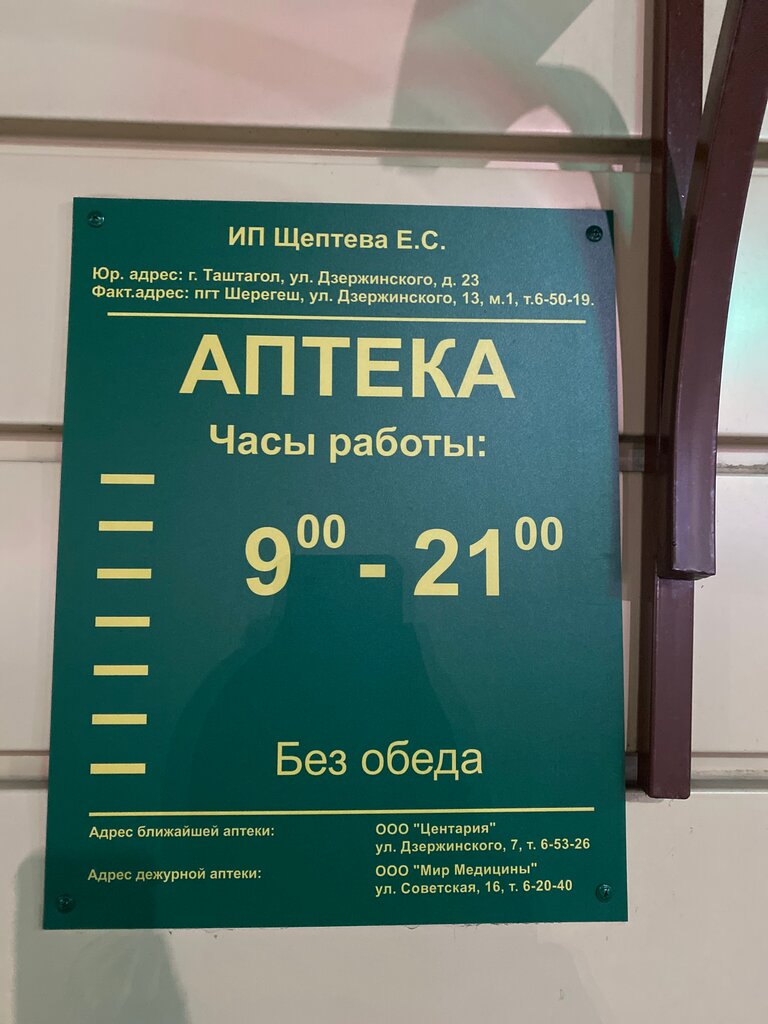 ИП Щептева Е.С.
Юр. адрес: г. Таштагол, ул. Дзержинского, д. 23
Факт.адрес: пгт Шерегеш, ул. Дзержинского, 13, м.1, т.6-50-19.
АПТЕКА
Часы работы:
9⁰⁰ - 21⁰⁰
Без обеда
Адрес ближайшей аптеки: ООО "Центария"
ул. Дзержинского, 7, т. 6-53-26
Адрес дежурной аптеки: ООО "Мир Медицины"
ул. Советская, 16, т. 6-20-40